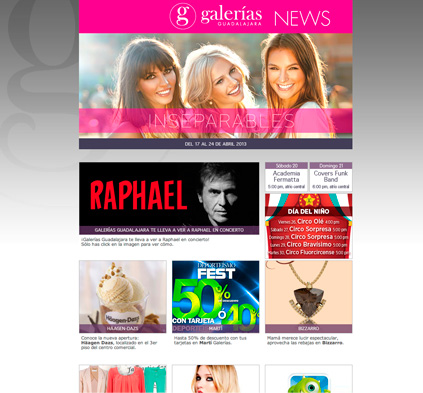 galerías NEWS
GUADALAJARA
INSEPARABLES
DEL 17 AL 24 DE ABRIL 2013
RAPHAEL
GALERÍAS GUADALAJARA TE LLEVA A VER A RAPHAEL EN CONCIERTO
¡Galerías Guadalajara te lleva a ver a Raphael en concierto!
Sólo has click en la imagen para ver cómo.
Sábado 20
Academia
Fermatta
5:00 pm, atrio central
Domingo 21
Covers Funk
Band
6:00 pm, atrio central
DÍA DEL NIÑO
Viernes 26, Circo Olé 4:00 pm
Sábado 27, Circo Sorpresa 5:00 pm
Domingo 28, Circo Sorpresa 5:00 pm
Lunes 29, Circo Bravisimo 5:00 pm
Martes 30, Circo Fluorcircense 5:00 pm
Häagen-Dazs
HÄAGEN DAZS
Conoce la nueva apertura:
Häagen Dazs, localizado en el 3er
piso del centro comercial.
DEPORTEÍSMO
FEST
50%
40%
CON TARJETA
MARTÍ
Hasta 50% de descuento con tus
tarjetas en Martí Galerías.
BIZZARRO
Mamá merece lucir espectacular,
aprovecha las rebajas en Bizzarro.